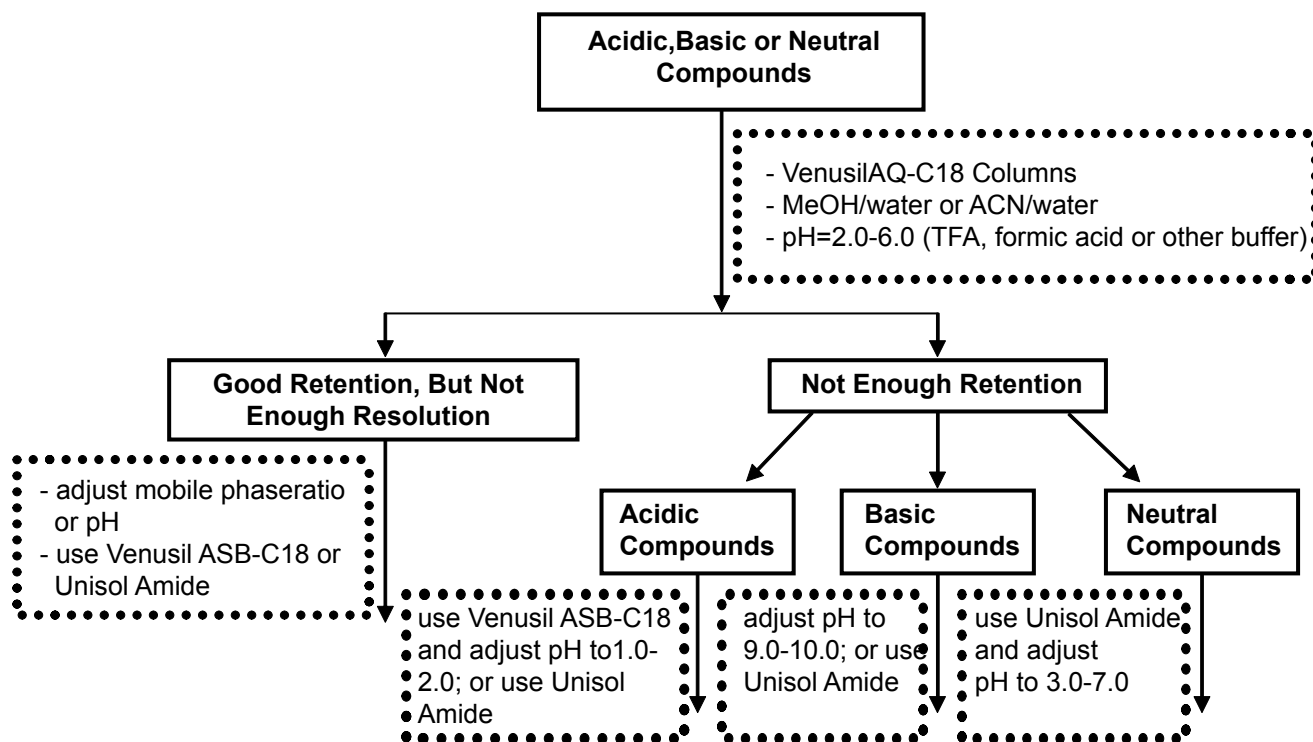 Acidic,Basic or Neutral
Compounds
- VenusilAQ-C18 Columns
- MeOH/water or ACN/water
- pH=2.0-6.0 (TFA, formic acid or other buffer)
Good Retention, But Not
Enough Resolution
Not Enough Retention
- adjust mobile phaseratio
or pH
- use Venusil ASB-C18 or
Unisol Amide
Acidic
Compounds
Basic
Compounds
Neutral
Compounds
use Venusil ASB-C18
and adjust pH to1.0-
2.0; or use Unisol
Amide
adjust pH to
9.0-10.0; or use
Unisol Amide
use Unisol Amide
and adjust
pH to 3.0-7.0